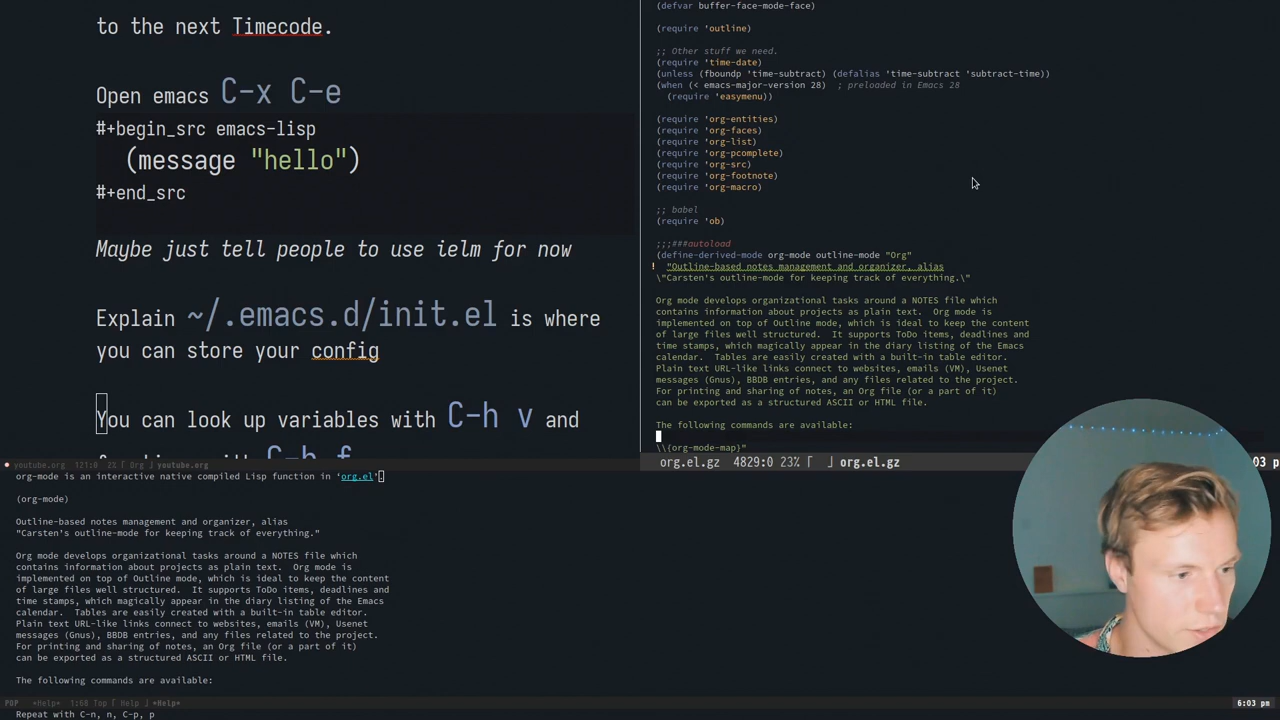 to the next Timecode.
Open emacs C-x C-e
#+begin_src emacs-lisp
(message "hello")
#+end_src
Maybe just tell people to use ielm for now
Explain ~/.emacs.d/init.el is where
you can store your config
You can look up variables with C-h v and
youtube.org 121:0 2% Org youtube.org
(defvar buffer-face-mode-face)
(require 'outline)
;; Other stuff we need.
(require 'time-date)
(unless (fboundp 'time-subtract) (defalias 'time-subtract 'subtract-time))
(when (< emacs-major-version 28)  ; preloaded in Emacs 28
(require 'easymenu))
(require 'org-entities)
(require 'org-faces)
(require 'org-list)
(require 'org-pcomplete)
(require 'org-src)
(require 'org-footnote)
(require 'org-macro)
;; babel
(require 'ob)
;;;###autoload
(define-derived-mode org-mode outline-mode "Org"
! "Outline-based notes management and organizer, alias
\"Carsten's outline-mode for keeping track of everything.\"
Org mode develops organizational tasks around a NOTES file which
contains information about projects as plain text.  Org mode is
implemented on top of Outline mode, which is ideal to keep the content
of large files well structured.  It supports ToDo items, deadlines and
time stamps, which magically appear in the diary listing of the Emacs
calendar.  Tables are easily created with a built-in table editor.
Plain text URL-like links connect to websites, emails (VM), Usenet
messages (Gnus), BBDB entries, and any files related to the project.
For printing and sharing of notes, an Org file (or a part of it)
can be exported as a structured ASCII or HTML file.
The following commands are available:
\\{org-mode-map}"
org.el.gz 4829:0 23% org.el.gz
03 p
org-mode is an interactive native compiled Lisp function in ‘org.el’
(org-mode)
Outline-based notes management and organizer, alias
"Carsten's outline-mode for keeping track of everything."
Org mode develops organizational tasks around a NOTES file which
contains information about projects as plain text.  Org mode is
implemented on top of Outline mode, which is ideal to keep the content
of large files well structured.  It supports ToDo items, deadlines and
time stamps, which magically appear in the diary listing of the Emacs
calendar.  Tables are easily created with a built-in table editor.
Plain text URL-like links connect to websites, emails (VM), Usenet
messages (Gnus), BBDB entries, and any files related to the project.
For printing and sharing of notes, an Org file (or a part of it)
can be exported as a structured ASCII or HTML file.
The following commands are available:
POP *Help* 1:68 Top Help *Help*
6:03 pm
Repeat with C-n, n, C-p, p